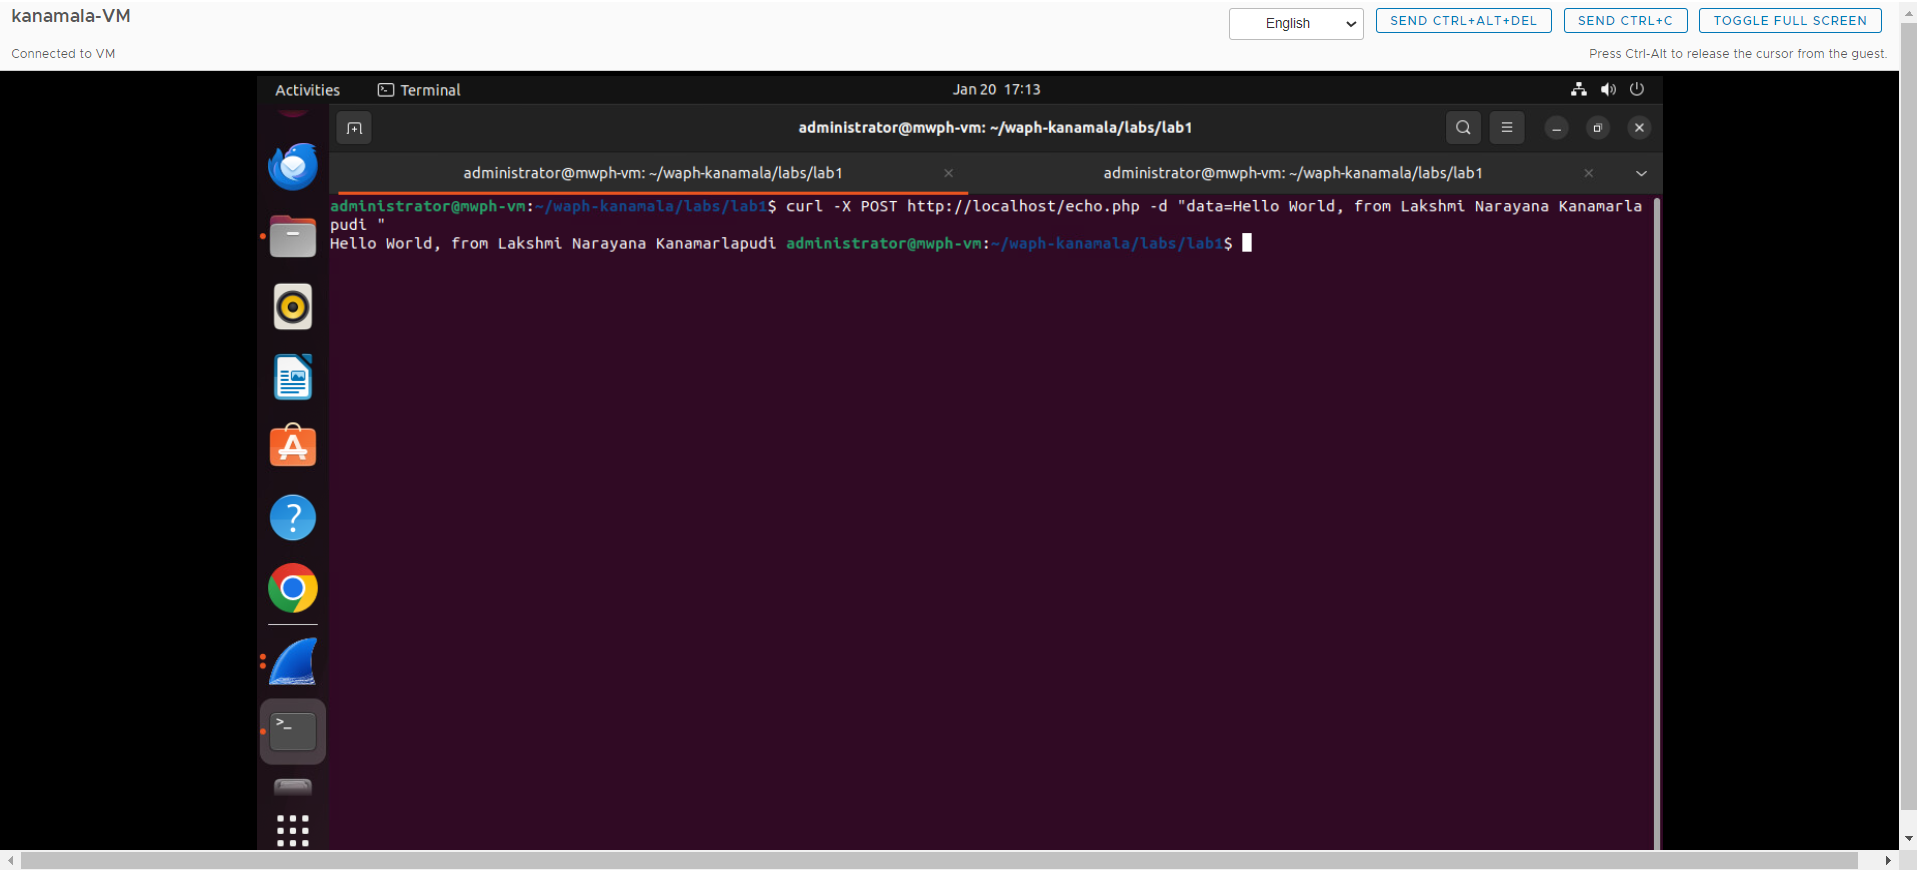 kanamala-VM
English
SEND CTRL+ALT+DEL
SEND CTRL+C
TOGGLE FULL SCREEN
Connected to VM
Press Ctrl-Alt to release the cursor from the guest.
Activities
Terminal
Jan 20 17:13
administrator@mwph-vm: ~/waph-kanamala/labs/lab1
administrator@mwph-vm: ~/waph-kanamala/labs/lab1
administrator@mwph-vm: ~/waph-kanamala/labs/lab1
administrator@mwph-vm:~/waph-kanamala/labs/lab1$ curl -X POST http://localhost/echo.php -d "data=Hello World, from Lakshmi Narayana Kanamarla
pudi "
Hello World, from Lakshmi Narayana Kanamarlapudi administrator@mwph-vm:~/waph-kanamala/labs/lab1$